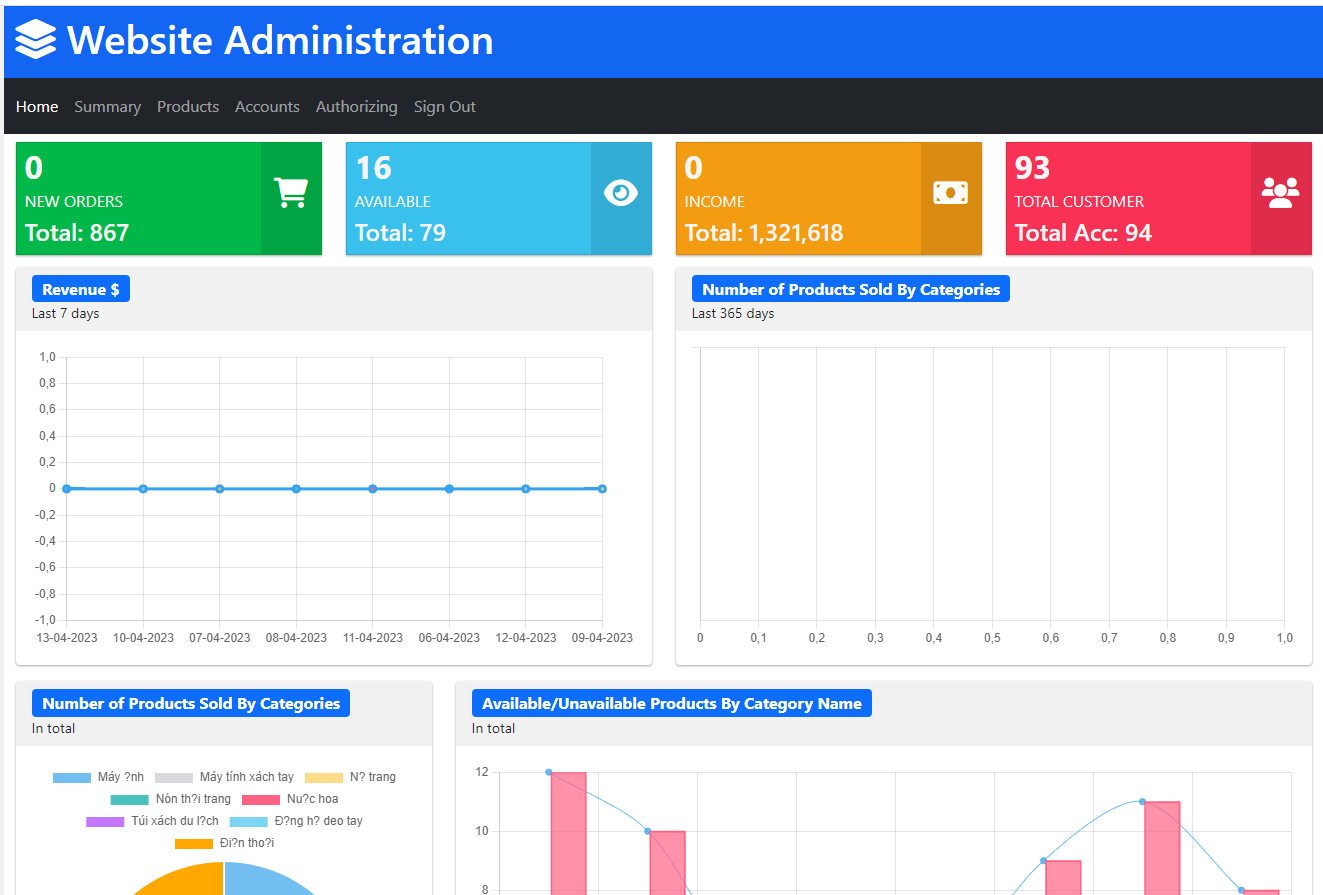 Website Administration
Home Summary Products Accounts Authorizing Sign Out
0
NEW ORDERS
Total: 867
16
AVAILABLE
Total: 79
0
INCOME
Total: 1,321,618
93
TOTAL CUSTOMER
Total Acc: 94
Revenue $
Last 7 days
1,0
0,8
0,6
0,4
0,2
0
-0,2
-0,4
-0,6
-0,8
-1,0
13-04-2023 10-04-2023 07-04-2023 08-04-2023 11-04-2023 06-04-2023 12-04-2023 09-04-2023
Number of Products Sold By Categories
Last 365 days
0 0,1 0,2 0,3 0,4 0,5 0,6 0,7 0,8 0,9 1,0
Number of Products Sold By Categories
In total
Máy ?nh Máy tính xách tay N? trang
Nón th?i trang Nu?c hoa
Túi xách du l?ch Đ?ng h? deo tay
Đi?n tho?i
Available/Unavailable Products By Category Name
In total
12
10
8